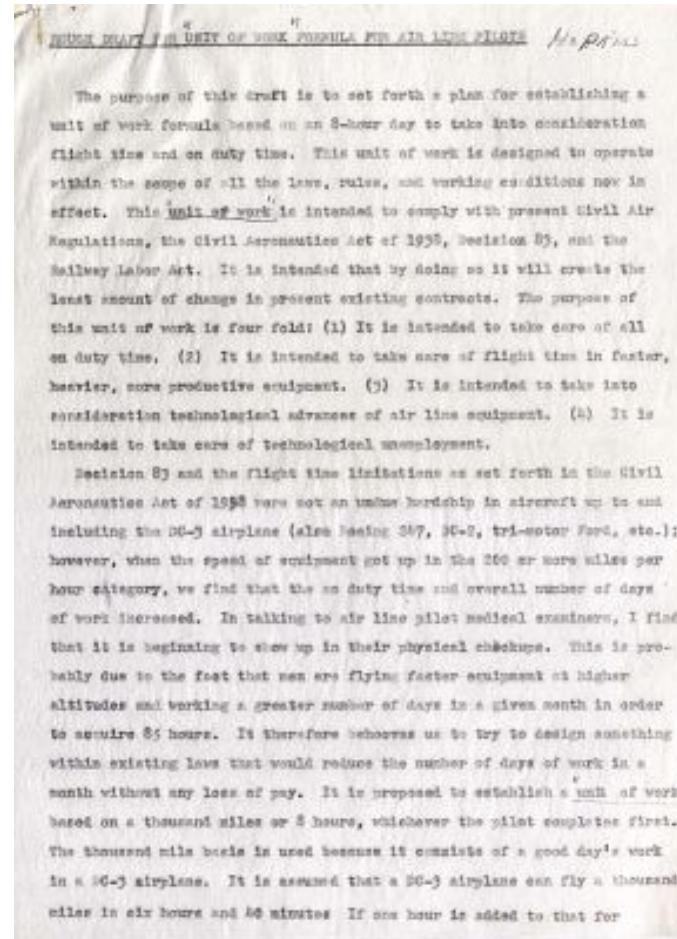 ROUGH DRAFT FOR "UNIT OF WORK" FORMULA FOR AIR LINE PILOTS
The purpose of this draft is to set forth a plan for establishing a
unit of work formula based on an 8-hour day to take into consideration
flight time and on duty time. This unit of work is designed to operate
within the scope of all the laws, rules, and working conditions now in
effect. This "unit of work" is intended to comply with present Civil Air
Regulations, the Civil Aeronautics Act of 1938, Decision 83, and the
Railway Labor Act. It is intended that by doing so it will create the
least amount of change in present existing contracts. The purpose of
this unit of work is four fold: (1) It is intended to take care of all
on duty time. (2) It is intended to take care of flight time in faster,
heavier, more productive equipment. (3) It is intended to take into
consideration technological advances of air line equipment. (4) It is
intended to take care of technological unemployment.
Decision 83 and the flight time limitations as set forth in the Civil
Aeronautics Act of 1938 were not an undue hardship in aircraft up to and
including the DC-3 airplane (also Boeing 247, DC-2, tri-motor Ford, etc.);
however, when the speed of equipment got up in the 200 or more miles per
hour category, we find that the on duty time and overall number of days
of work increased. In talking to air line pilot medical examiners, I find
that it is beginning to show up in their physical checkups. This is pro-
bably due to the fact that men are flying faster equipment at higher
altitudes and working a greater number of days in a given month in order
to acquire 85 hours. It therefore behooves us to try to design something
within existing laws that would reduce the number of days of work in a
month without any loss of pay. It is proposed to establish a "unit of work
based on a thousand miles or 8 hours, whichever the pilot completes first.
The thousand mile basis is used because it consists of a good day's work
in a DC-3 airplane. It is assumed that a DC-3 airplane can fly a thousand
miles in six hours and 40 minutes If one hour is added to that for